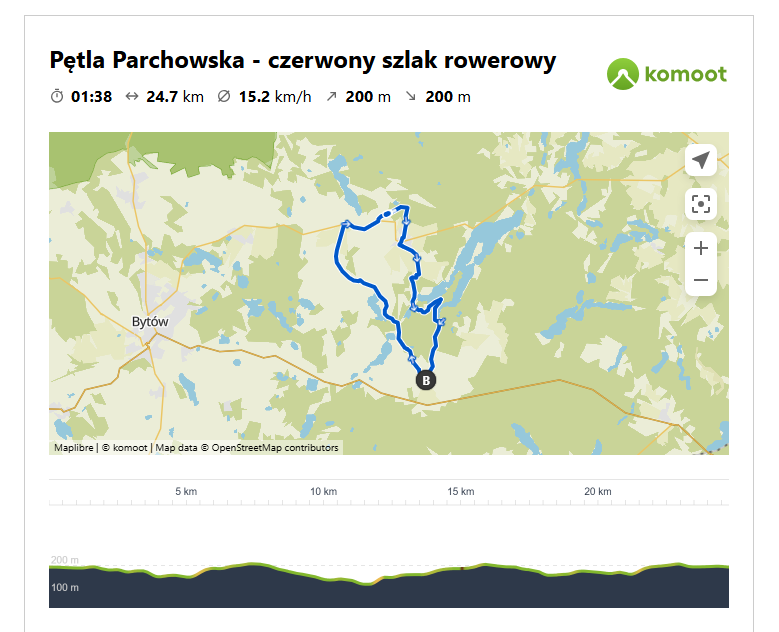 Pętla Parchowska - czerwony szlak rowerowy
komoot
01:38 24.7 km 15.2 km/h 200 m 200 m
Bytów
B
Maplibre | © komoot | Map data © OpenStreetMap contributors
5 km 10 km 15 km 20 km
200 m
100 m